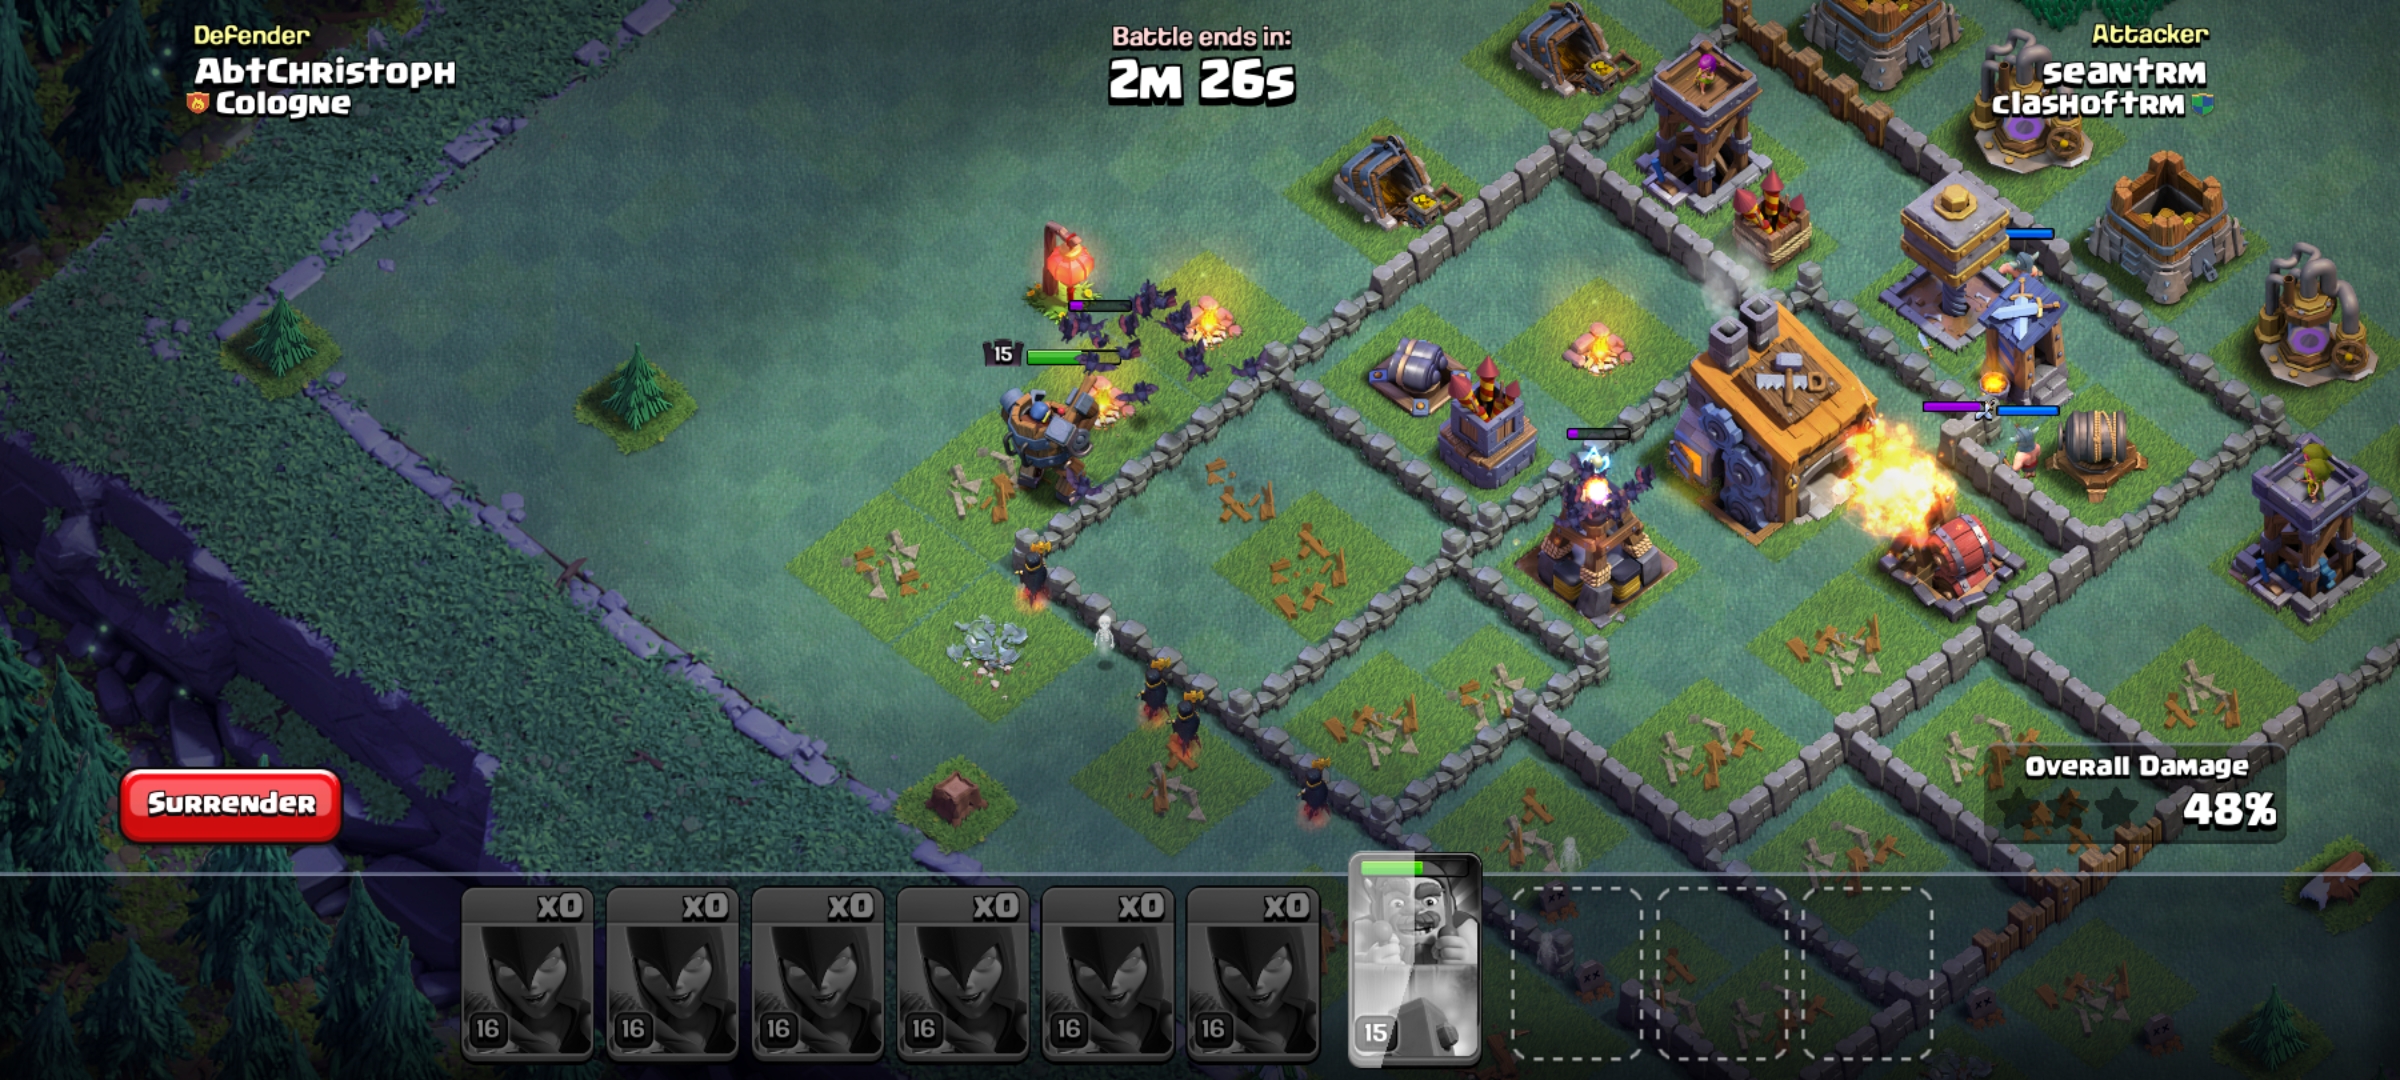 Defender
AbtChristoph
Cologne
Battle ends in:
2M 26s
Attacker
seantrm
clashoftrm
15
Surrender
Overall Damage
48%
x0
x0
x0
x0
x0
x0
16
16
16
16
16
16
15